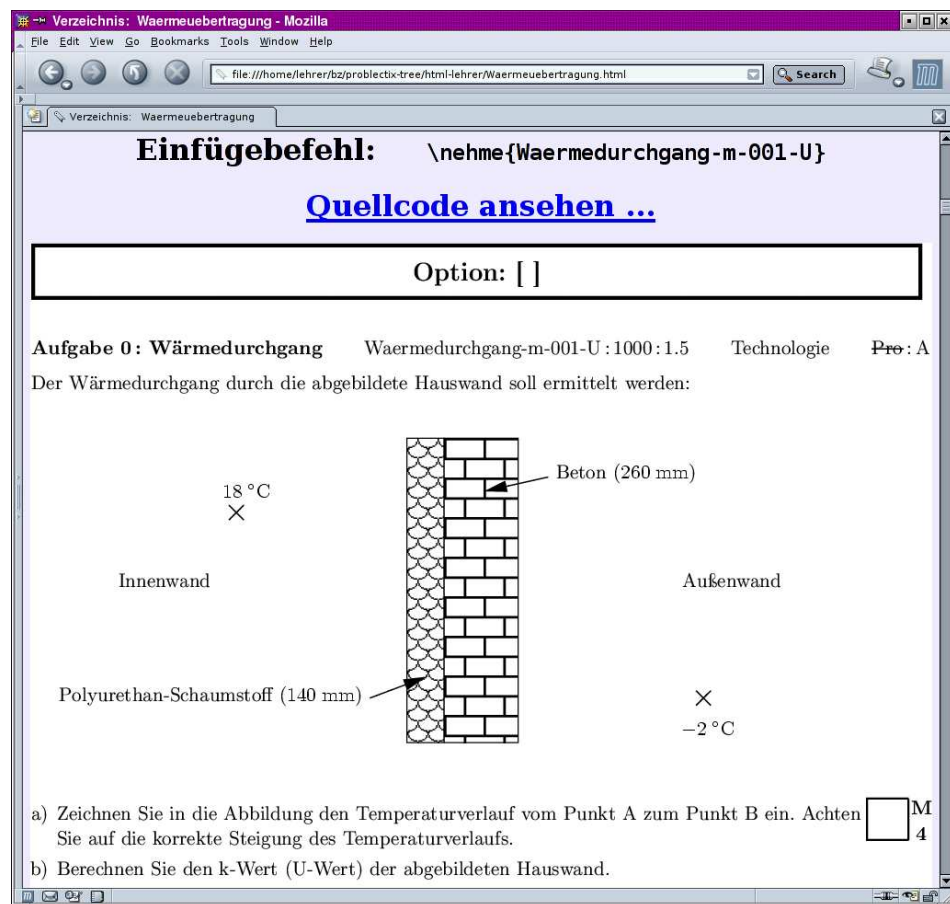 Verzeichnis: Waermeuebertragung - Mozilla
File Edit View Go Bookmarks Tools Window Help
file:///home/lehrer/bz/problectix-tree/html-lehrer/Waermeuebertragung.html
Search
Verzeichnis: Waermeuebertragung
Einfügebefehl: \nehme{Waermedurchgang-m-001-U}
Quellcode ansehen ...
Option: [ ]
Aufgabe 0: Wärmedurchgang Waermedurchgang-m-001-U:1000:1.5 Technologie Pro: A
Der Wärmedurchgang durch die abgebildete Hauswand soll ermittelt werden:
Beton (260 mm)
18 °C
Innenwand
Außenwand
Polyurethan-Schaumstoff (140 mm)
−2 °C
a) Zeichnen Sie in die Abbildung den Temperaturverlauf vom Punkt A zum Punkt B ein. Achten
Sie auf die korrekte Steigung des Temperaturverlaufs.
M
4
b) Berechnen Sie den k-Wert (U-Wert) der abgebildeten Hauswand.